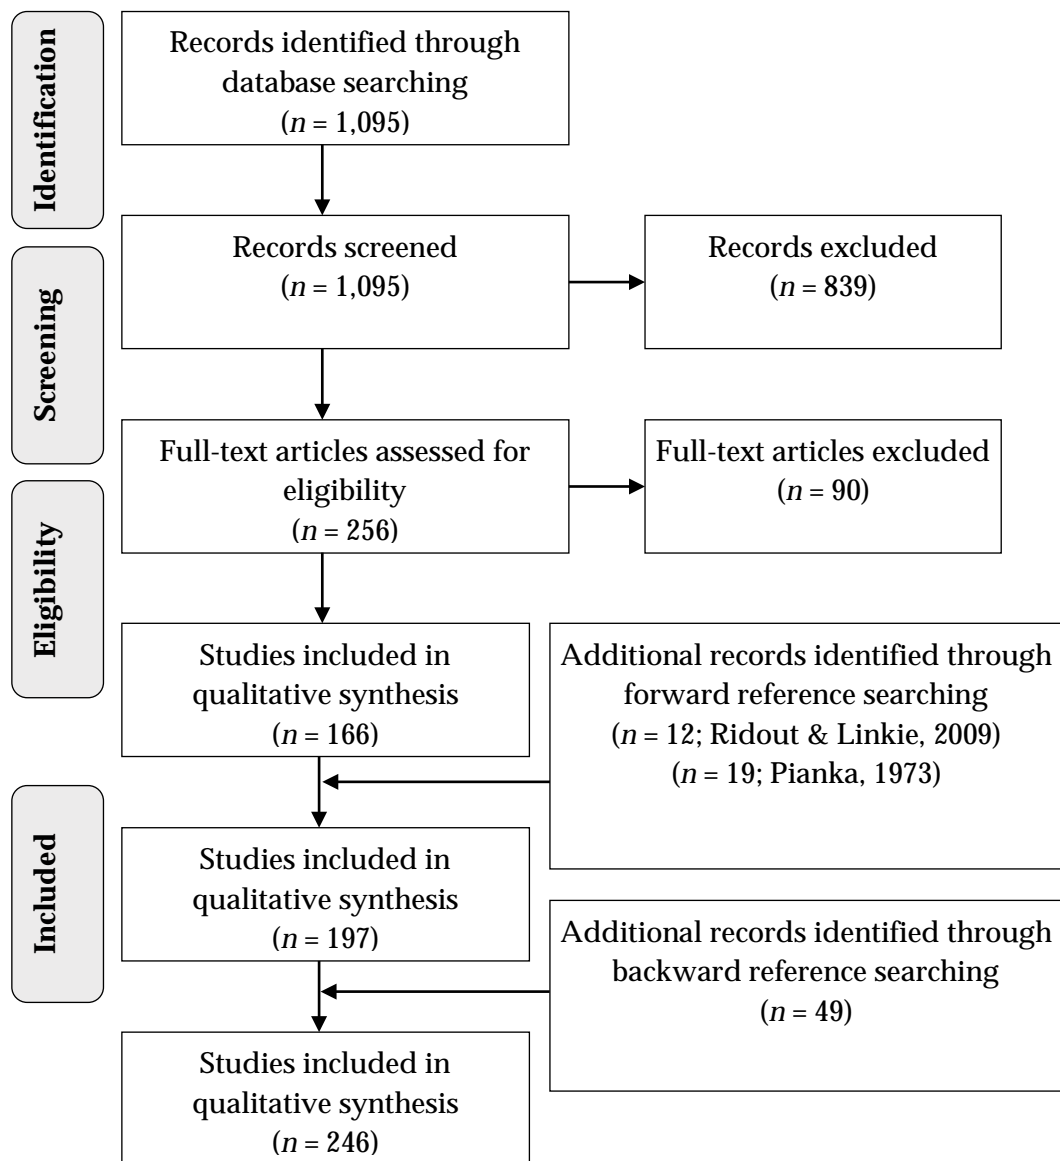 Identification
Records identified through
database searching
(n = 1,095)
Records screened
(n = 1,095)
Records excluded
(n = 839)
Screening
Full-text articles assessed for
eligibility
(n = 256)
Full-text articles excluded
(n = 90)
Eligibility
Studies included in
qualitative synthesis
(n = 166)
Additional records identified through
forward reference searching
(n = 12; Ridout & Linkie, 2009)
(n = 19; Pianka, 1973)
Included
Studies included in
qualitative synthesis
(n = 197)
Additional records identified through
backward reference searching
(n = 49)
Studies included in
qualitative synthesis
(n = 246)